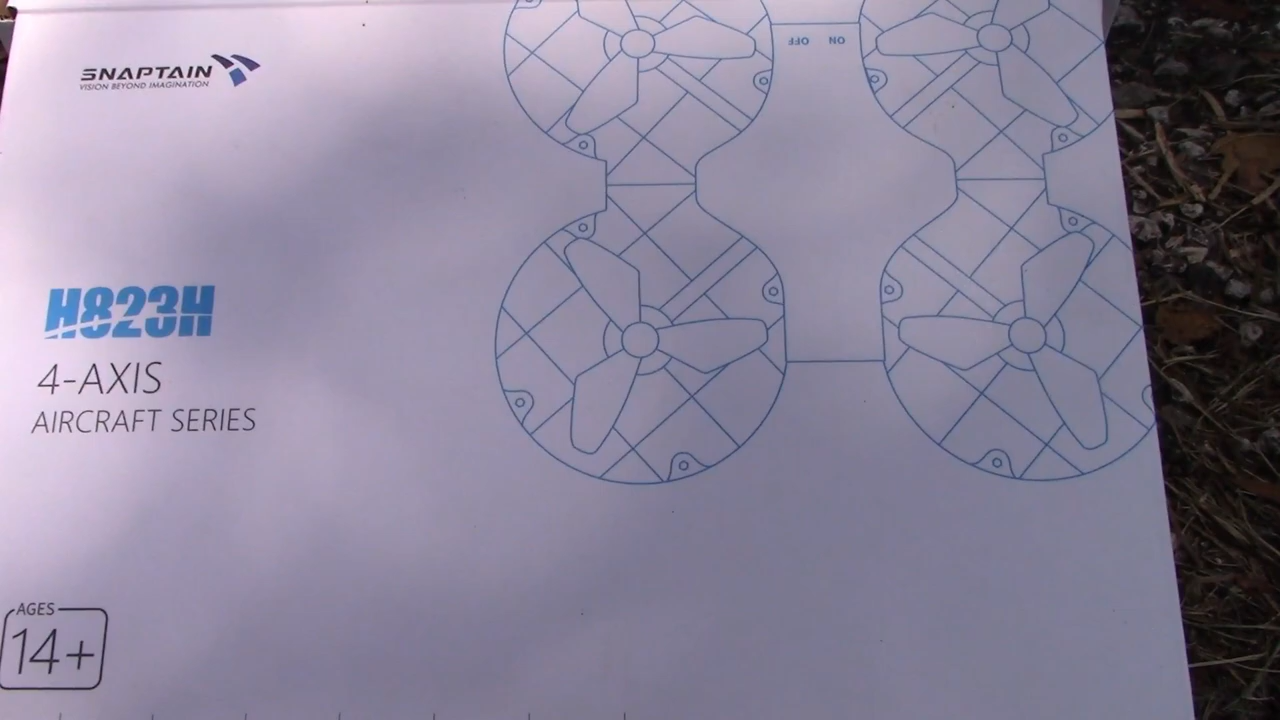 SNAPTAIN
VISION BEYOND IMAGINATION
OFF ON
H823H
4-AXIS
AIRCRAFT SERIES
AGES
14+